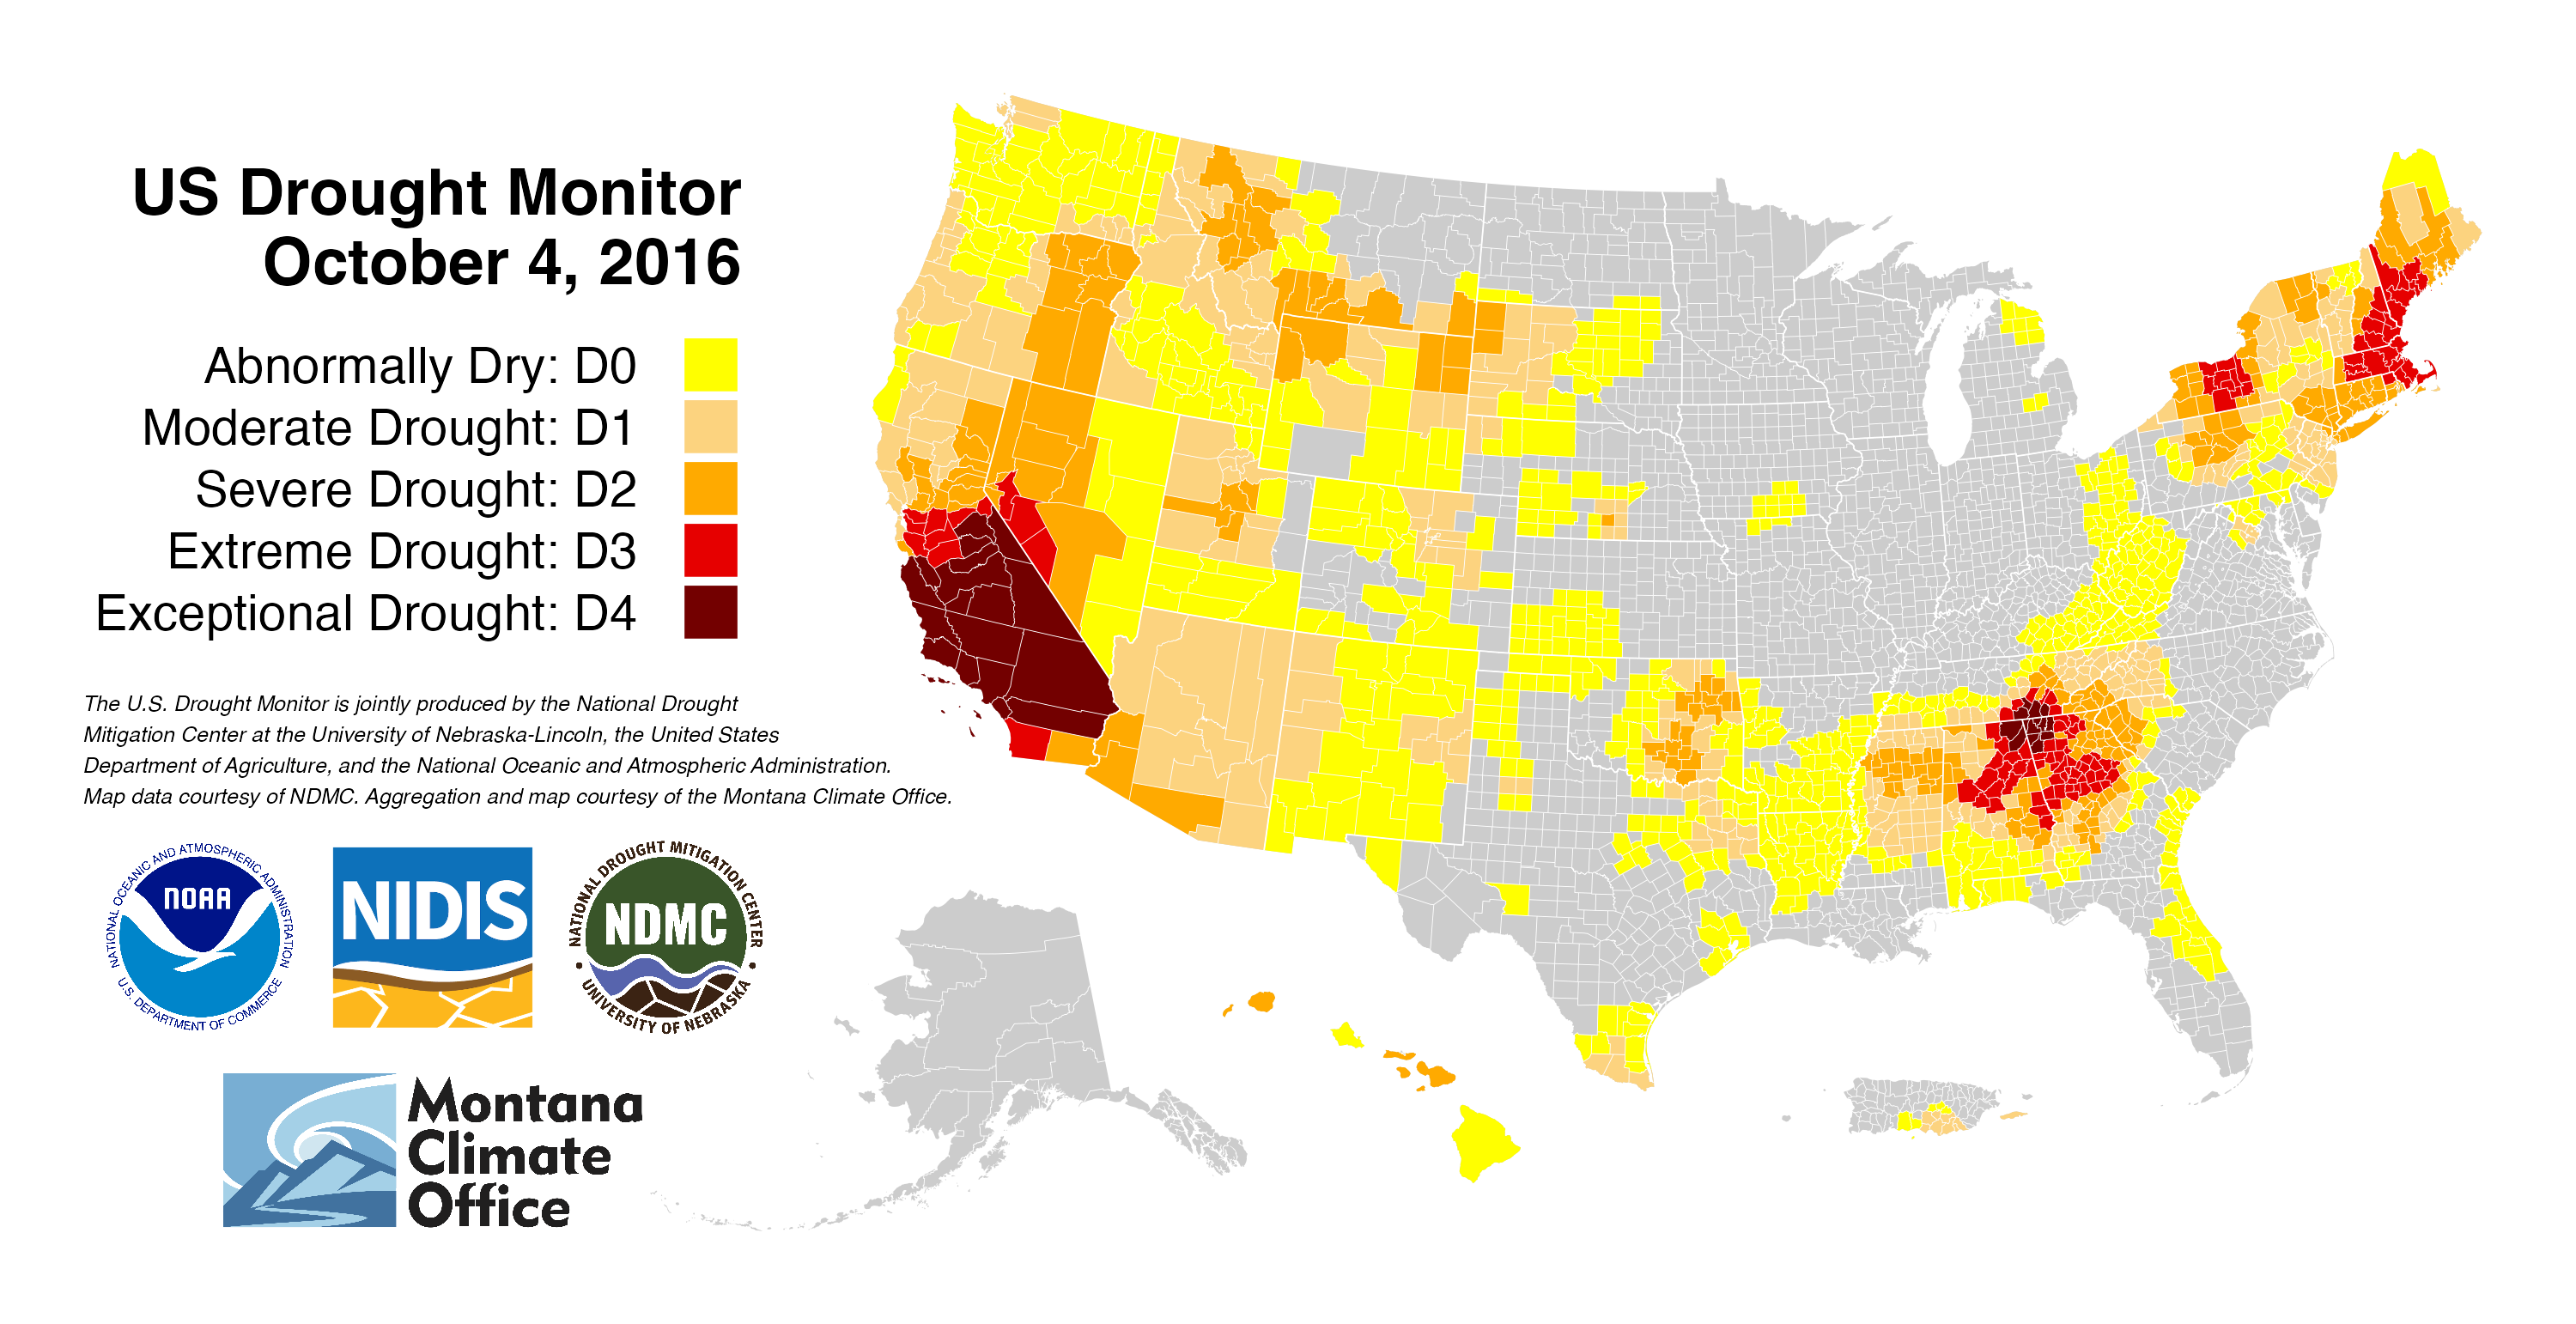 US Drought Monitor
October 4, 2016
Abnormally Dry: D0
Moderate Drought: D1
Severe Drought: D2
Extreme Drought: D3
Exceptional Drought: D4
The U.S. Drought Monitor is jointly produced by the National Drought
Mitigation Center at the University of Nebraska-Lincoln, the United States
Department of Agriculture, and the National Oceanic and Atmospheric Administration.
Map data courtesy of NDMC. Aggregation and map courtesy of the Montana Climate Office.
NATIONAL OCEANIC AND ATMOSPHERIC ADMINISTRATION
NOAA
U.S. DEPARTMENT OF COMMERCE
NIDIS
NATIONAL DROUGHT MITIGATION CENTER
NDMC
UNIVERSITY OF NEBRASKA
Montana
Climate
Office